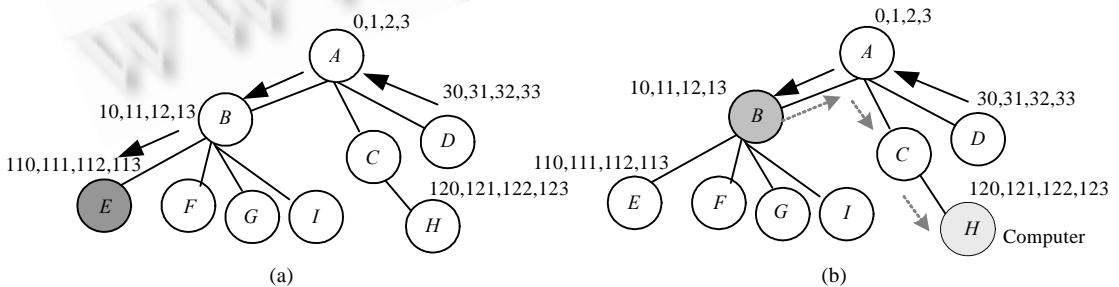 0,1,2,3
A
30,31,32,33
10,11,12,13
B
D
C
110,111,112,113
120,121,122,123
E
F
G
I
H
(a)
0,1,2,3
A
30,31,32,33
10,11,12,13
B
D
C
110,111,112,113
120,121,122,123
E
F
G
I
H
Computer
(b)